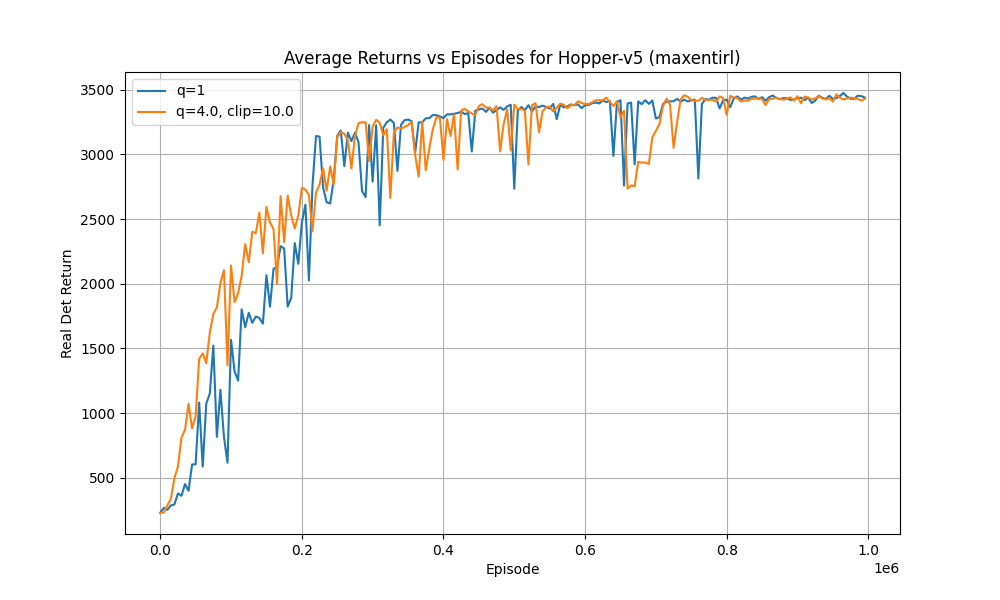 Average Returns vs Episodes for Hopper-v5 (maxentirl)
q=1
q=4.0, clip=10.0
Real Det Return
3500
3000
2500
2000
1500
1000
500
0.0
0.2
0.4
0.6
0.8
1.0
1e6
Episode